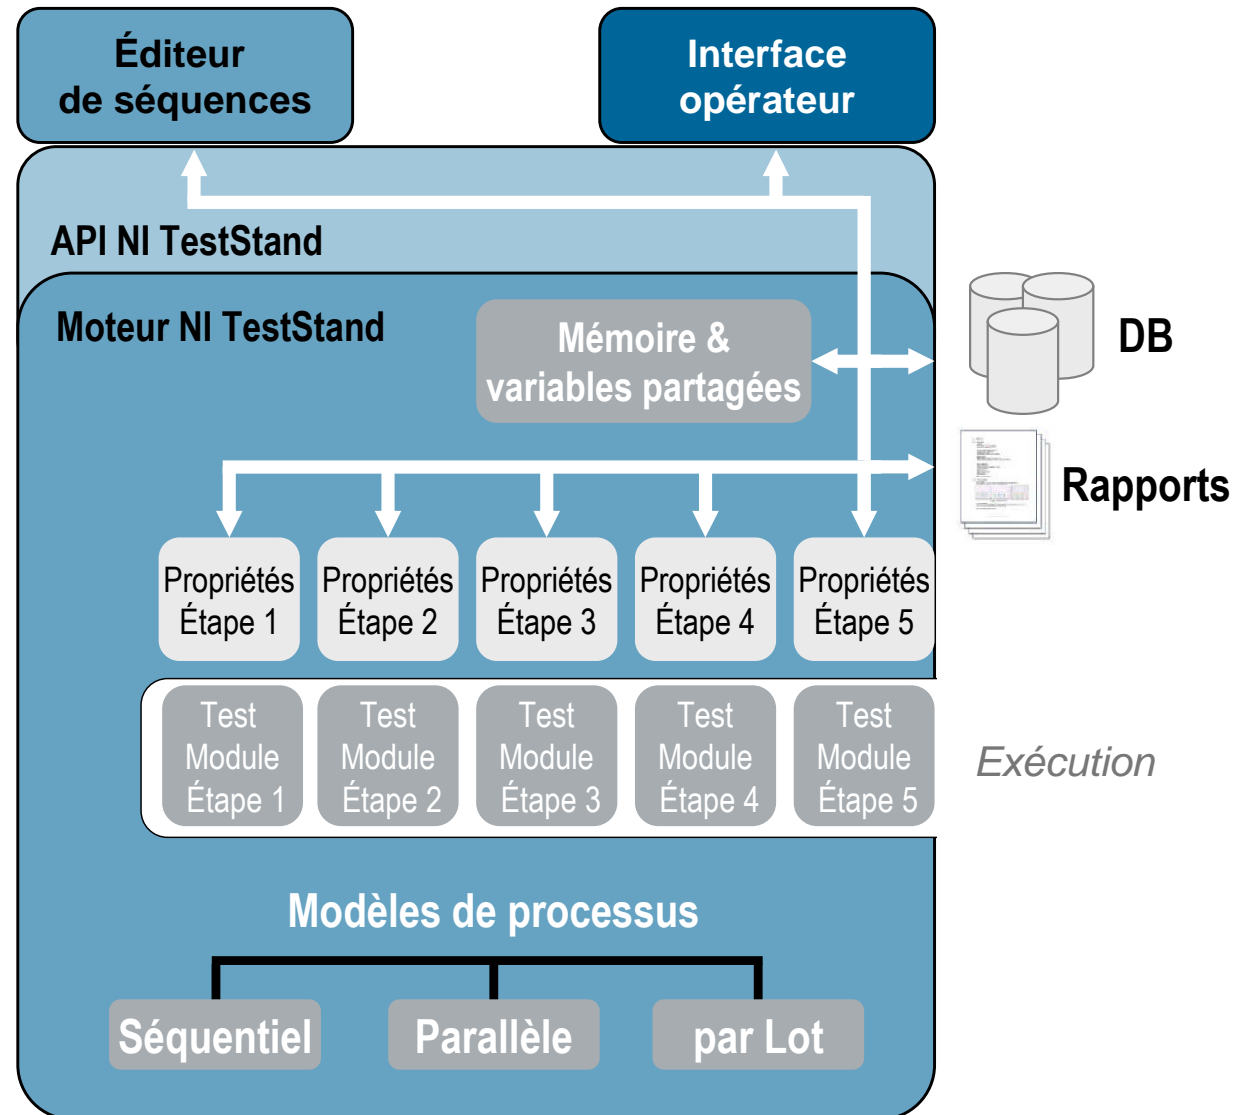 Éditeur
de séquences
Interface
opérateur
API NI TestStand
Moteur NI TestStand
Mémoire &
variables partagées
DB
Rapports
Propriétés
Étape 1
Propriétés
Étape 2
Propriétés
Étape 3
Propriétés
Étape 4
Propriétés
Étape 5
Test
Module
Étape 1
Test
Module
Étape 2
Test
Module
Étape 3
Test
Module
Étape 4
Test
Module
Étape 5
Exécution
Modèles de processus
Séquentiel
Parallèle
par Lot